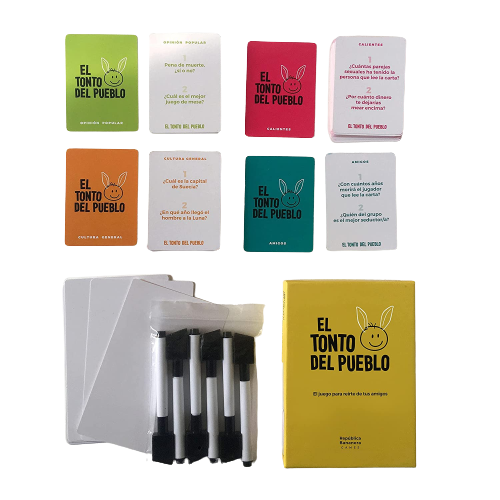 EL
TONTO
DEL PUEBLO
OPINIÓN POPULAR
OPINIÓN POPULAR
1
Pena de muerte,
¿sí o no?
2
¿Cuál es el mejor
juego de mesa?
EL TONTO DEL PUEBLO
EL
TONTO
DEL PUEBLO
CALIENTES
CALIENTES
1
¿Cuántas parejas
sexuales ha tenido la
persona que lee la carta?
2
¿Por cuánto dinero
te dejarías
mear encima?
EL TONTO DEL PUEBLO
EL
TONTO
DEL PUEBLO
CULTURA GENERAL
CULTURA GENERAL
1
¿Cuál es la capital
de Suecia?
2
¿En qué año llegó el
hombre a la Luna?
EL TONTO DEL PUEBLO
EL
TONTO
DEL PUEBLO
AMIGOS
AMIGOS
1
¿Con cuántos años
morirá el jugador
que lee la carta?
2
¿Quién del grupo
es el mejor seductor/a?
EL TONTO DEL PUEBLO
EL
TONTO
DEL PUEBLO
El juego para reirte de tus amigos
República
Bananera
GAMES